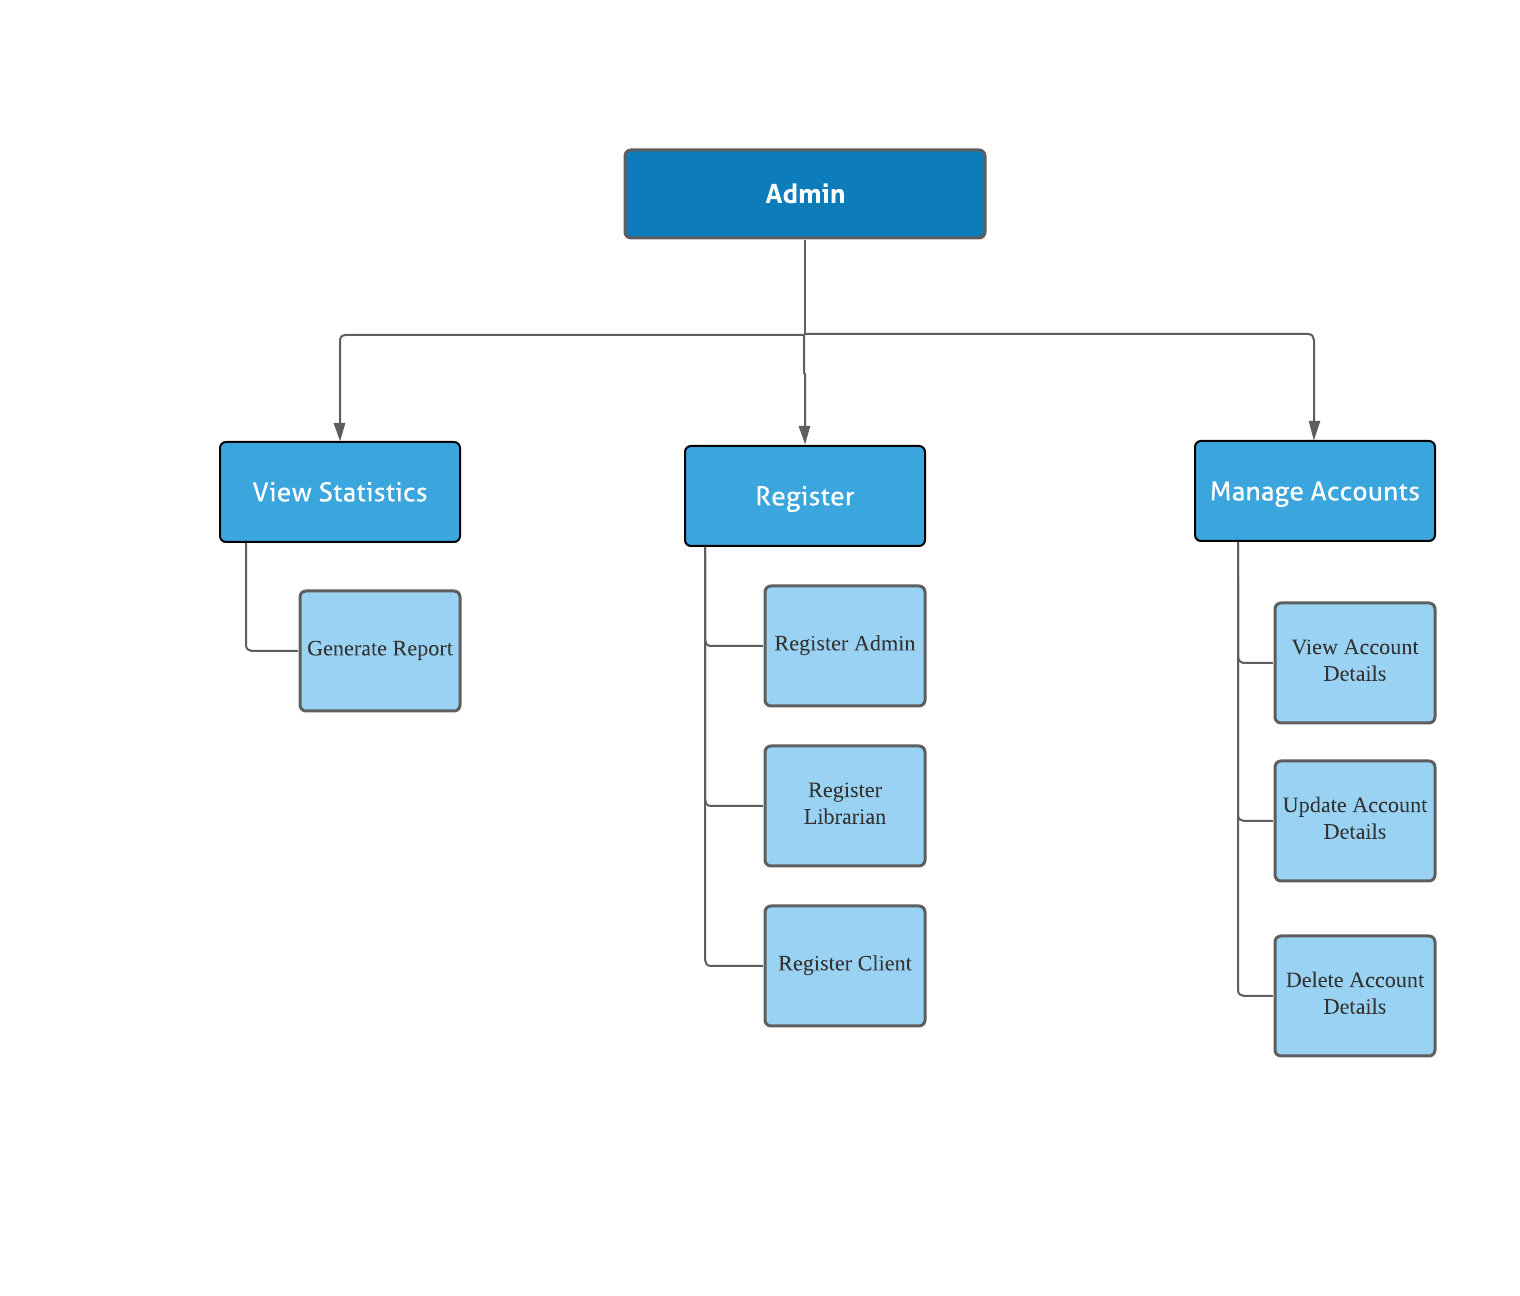 Admin
View Statistics
Register
Manage Accounts
Generate Report
Register Admin
Register
Librarian
Register Client
View Account
Details
Update Account
Details
Delete Account
Details